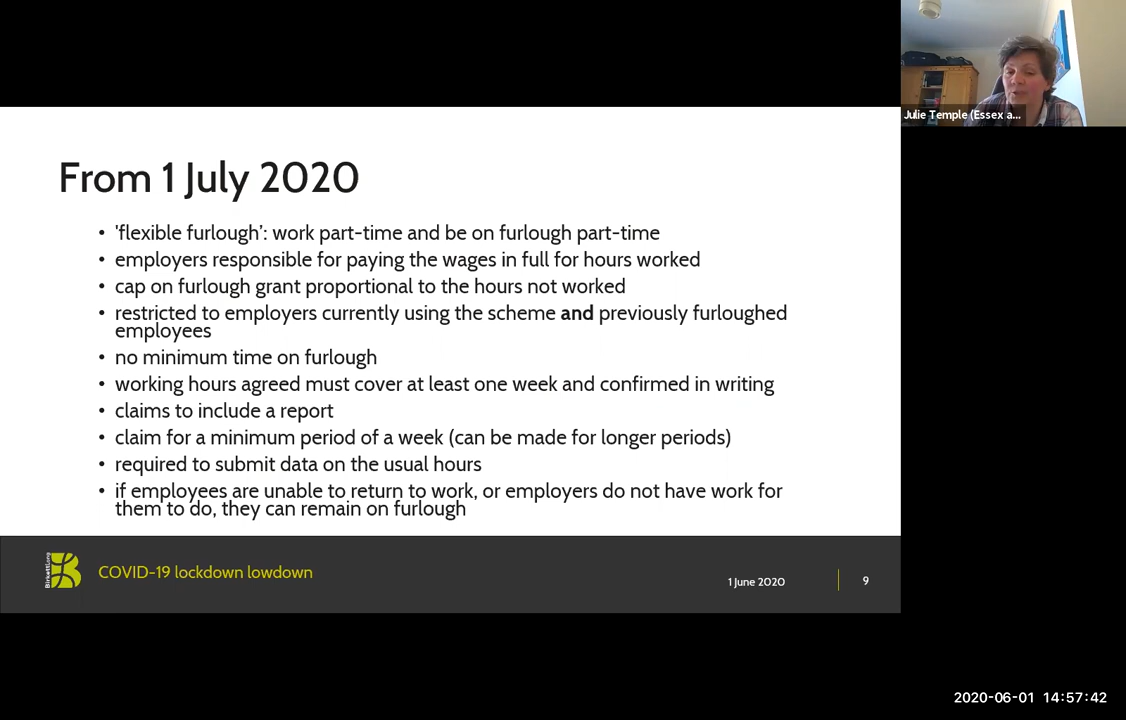 Julie Temple (Essex a...
From 1 July 2020
• 'flexible furlough': work part-time and be on furlough part-time
• employers responsible for paying the wages in full for hours worked
• cap on furlough grant proportional to the hours not worked
• restricted to employers currently using the scheme and previously furloughed
employees
• no minimum time on furlough
• working hours agreed must cover at least one week and confirmed in writing
• claims to include a report
• claim for a minimum period of a week (can be made for longer periods)
• required to submit data on the usual hours
• if employees are unable to return to work, or employers do not have work for
them to do, they can remain on furlough
BirkettLong
COVID-19 lockdown lowdown
1 June 2020
9
2020-06-01 14:57:42